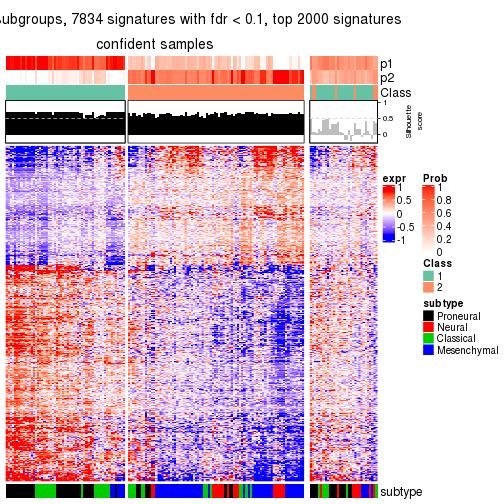 subgroups, 7834 signatures with fdr < 0.1, top 2000 signatures
confident samples
p1
p2
Class
1
0.5
0
Silhouette
score
expr
1
0.5
0
-0.5
-1
Prob
1
0.8
0.6
0.4
0.2
0
Class
1
2
subtype
Proneural
Neural
Classical
Mesenchymal
subtype